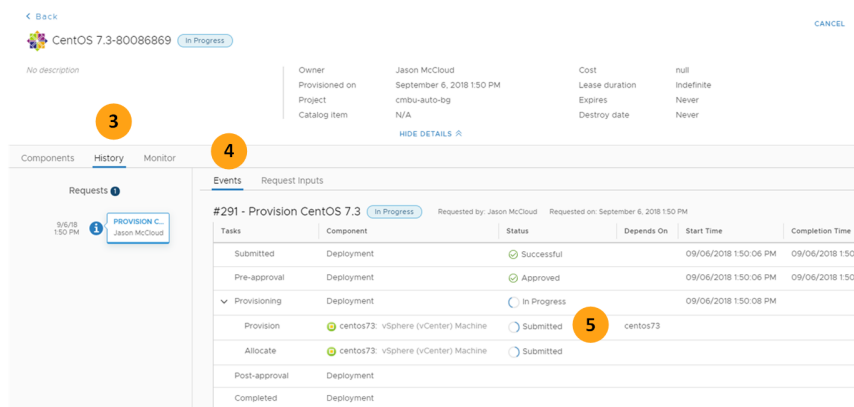 Back
CANCEL
CentOS 7.3-80086869 In Progress
No description
Owner Jason McCloud Cost null
Provisioned on September 6, 2018 1:50 PM Lease duration Indefinite
Project cmbu-auto-bg Expires Never
Catalog item N/A Destroy date Never
HIDE DETAILS
3
4
Components History Monitor
Events Request Inputs
Requests 1
9/6/18
1:50 PM
PROVISION C...
Jason McCloud
#291 - Provision CentOS 7.3 In Progress Requested by: Jason McCloud Requested on: September 6, 2018 1:50 PM
Tasks Component Status Depends On Start Time Completion Time
Submitted Deployment Successful 09/06/2018 1:50:06 PM 09/06/2018 1:50
Pre-approval Deployment Approved 09/06/2018 1:50:06 PM 09/06/2018 1:50
Provisioning Deployment In Progress 09/06/2018 1:50:08 PM
Provision centos73: vSphere (vCenter) Machine Submitted 5 centos73
Allocate centos73: vSphere (vCenter) Machine Submitted
Post-approval Deployment
Completed Deployment